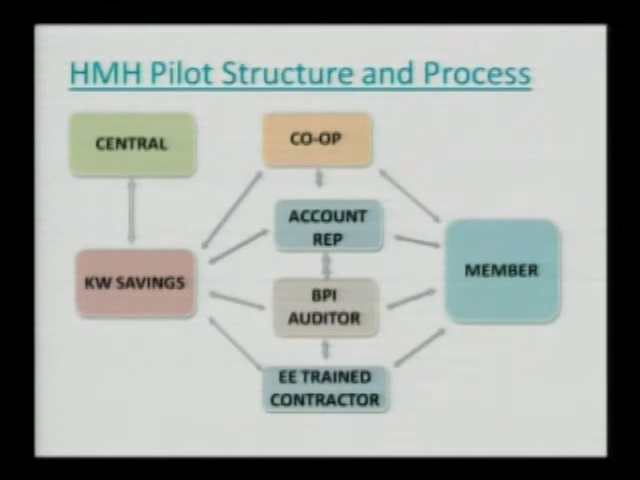 HMH Pilot Structure and Process
CENTRAL
CO-OP
ACCOUNT
REP
MEMBER
KW SAVINGS
BPI
AUDITOR
EE TRAINED
CONTRACTOR